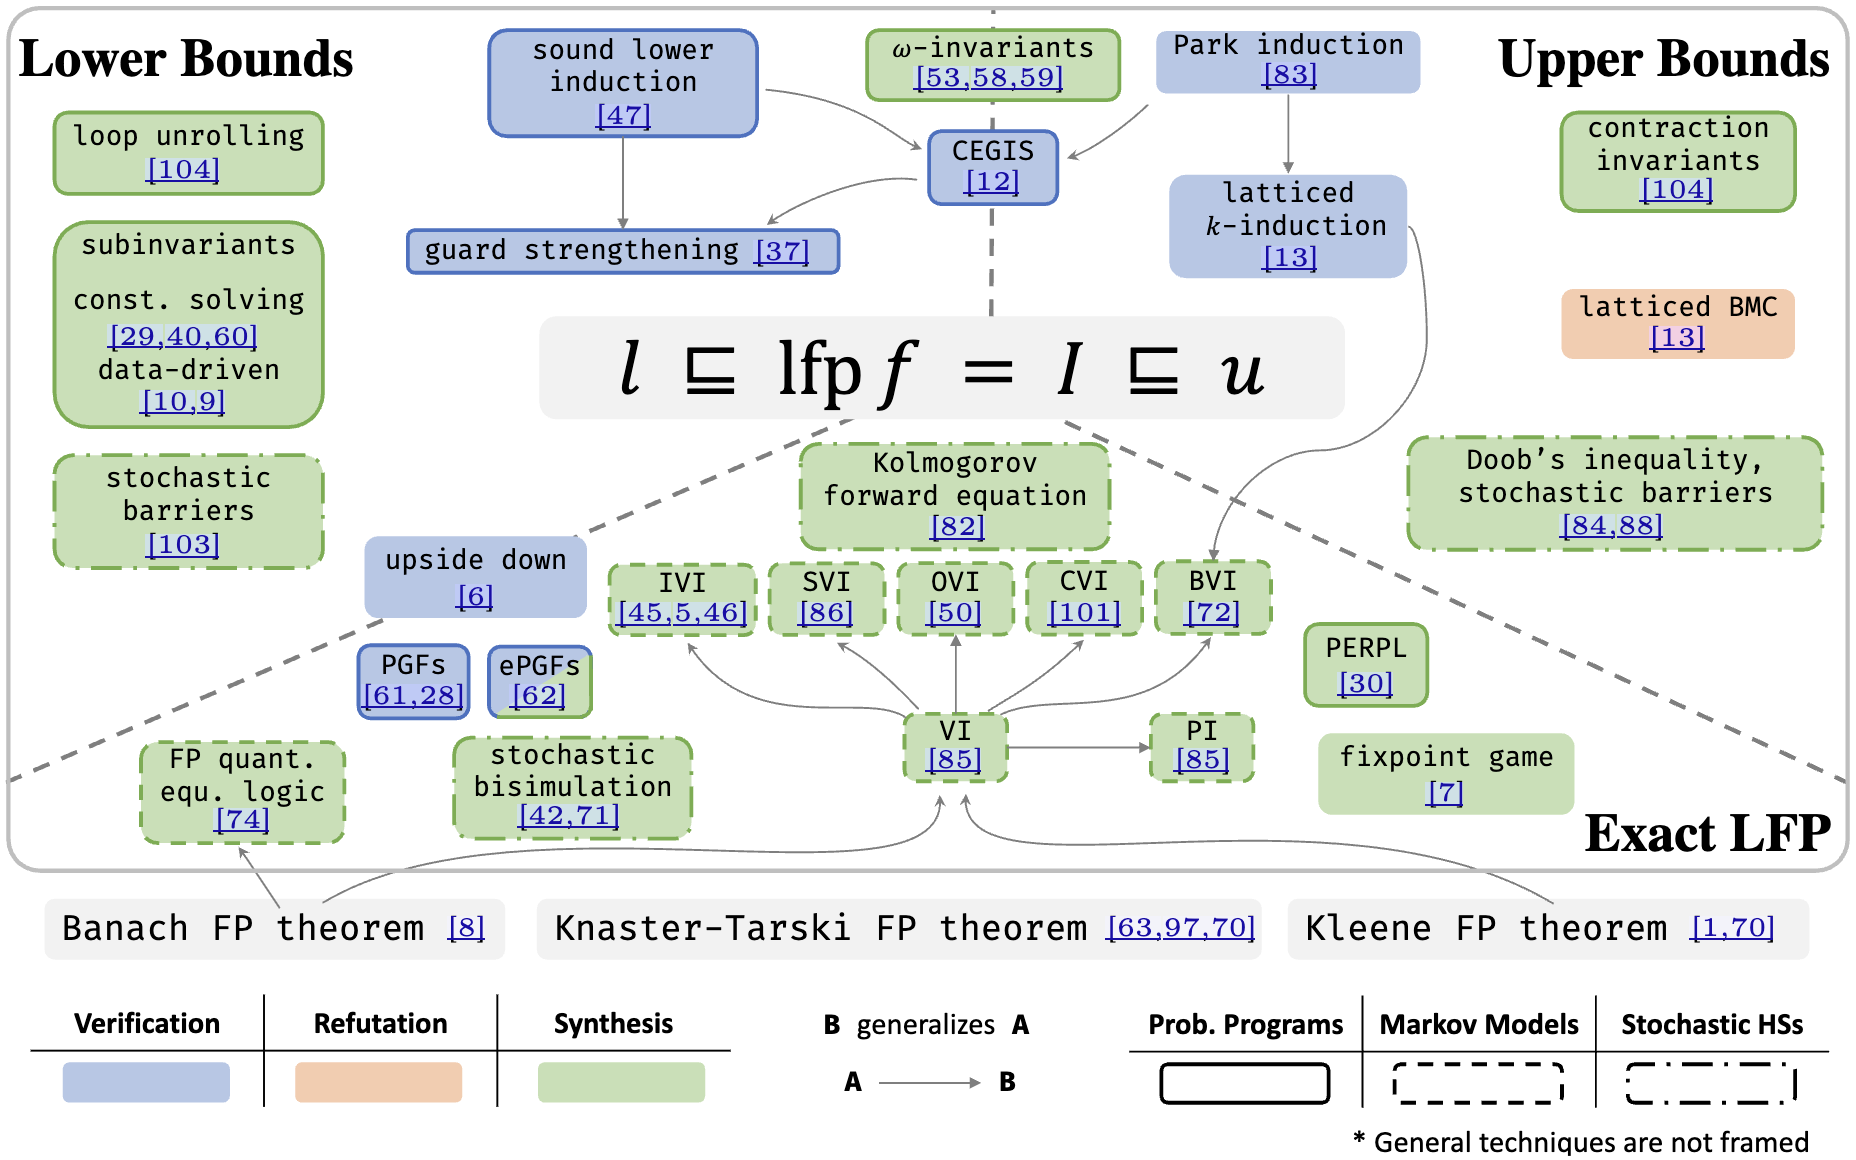 Lower Bounds
Upper Bounds
Exact LFP
sound lower
induction
[47]
ω-invariants
[53,58,59]
Park induction
[83]
loop unrolling
[104]
CEGIS
[12]
contraction
invariants
[104]
latticed
k-induction
[13]
guard strengthening [37]
subinvariants
const. solving
[29,40,60]
data-driven
[10,9]
latticed BMC
[13]
l ⊑ lfp f = I ⊑ u
stochastic
barriers
[103]
Kolmogorov
forward equation
[82]
Doob's inequality,
stochastic barriers
[84,88]
upside down
[6]
IVI
[45,5,46]
SVI
[86]
OVI
[50]
CVI
[101]
BVI
[72]
PGFs
[61,28]
ePGFs
[62]
PERPL
[30]
FP quant.
equ. logic
[74]
stochastic
bisimulation
[42,71]
VI
[85]
PI
[85]
fixpoint game
[7]
Banach FP theorem [8]
Knaster-Tarski FP theorem [63,97,70]
Kleene FP theorem [1,70]
Verification
Refutation
Synthesis
B generalizes A
A
B
Prob. Programs
Markov Models
Stochastic HSs
* General techniques are not framed